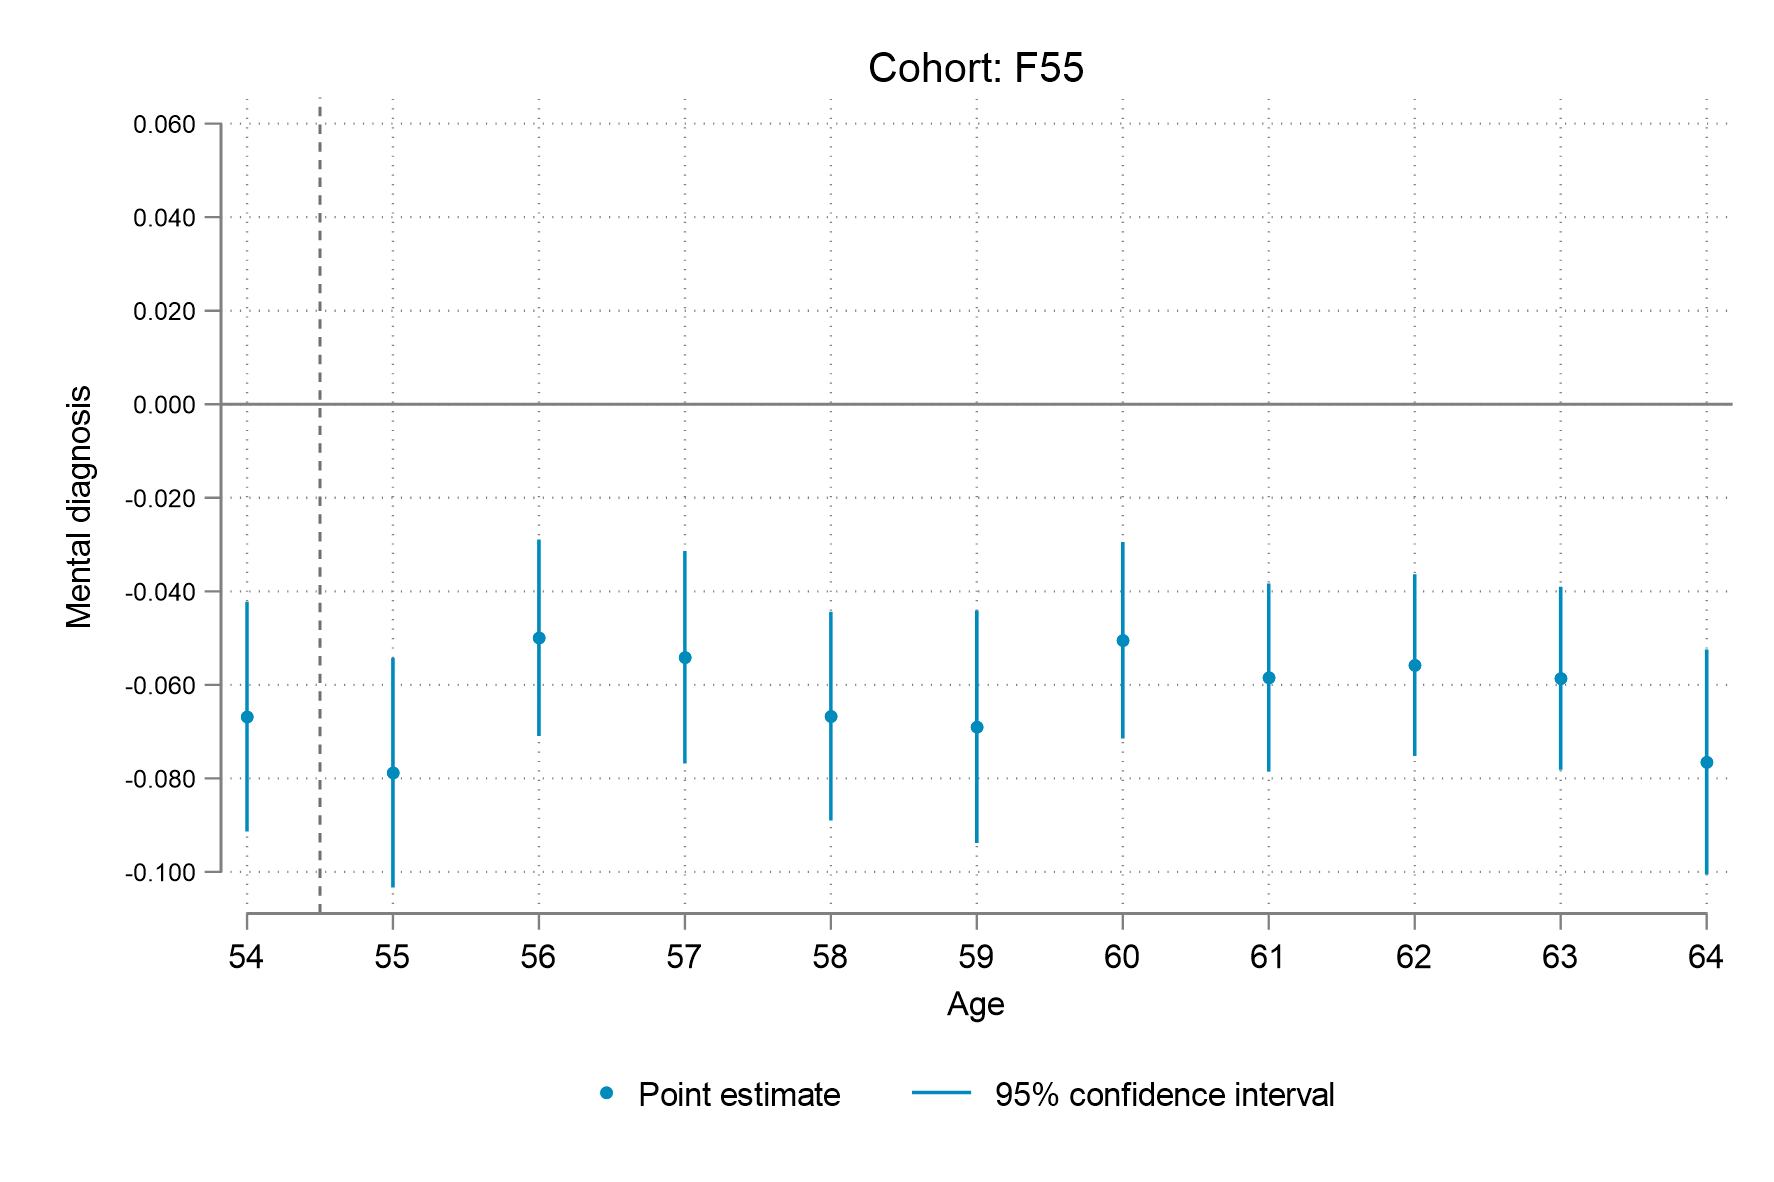 Cohort: F55
0.060
0.040
0.020
0.000
-0.020
-0.040
-0.060
-0.080
-0.100
Mental diagnosis
54 55 56 57 58 59 60 61 62 63 64
Age
Point estimate 95% confidence interval